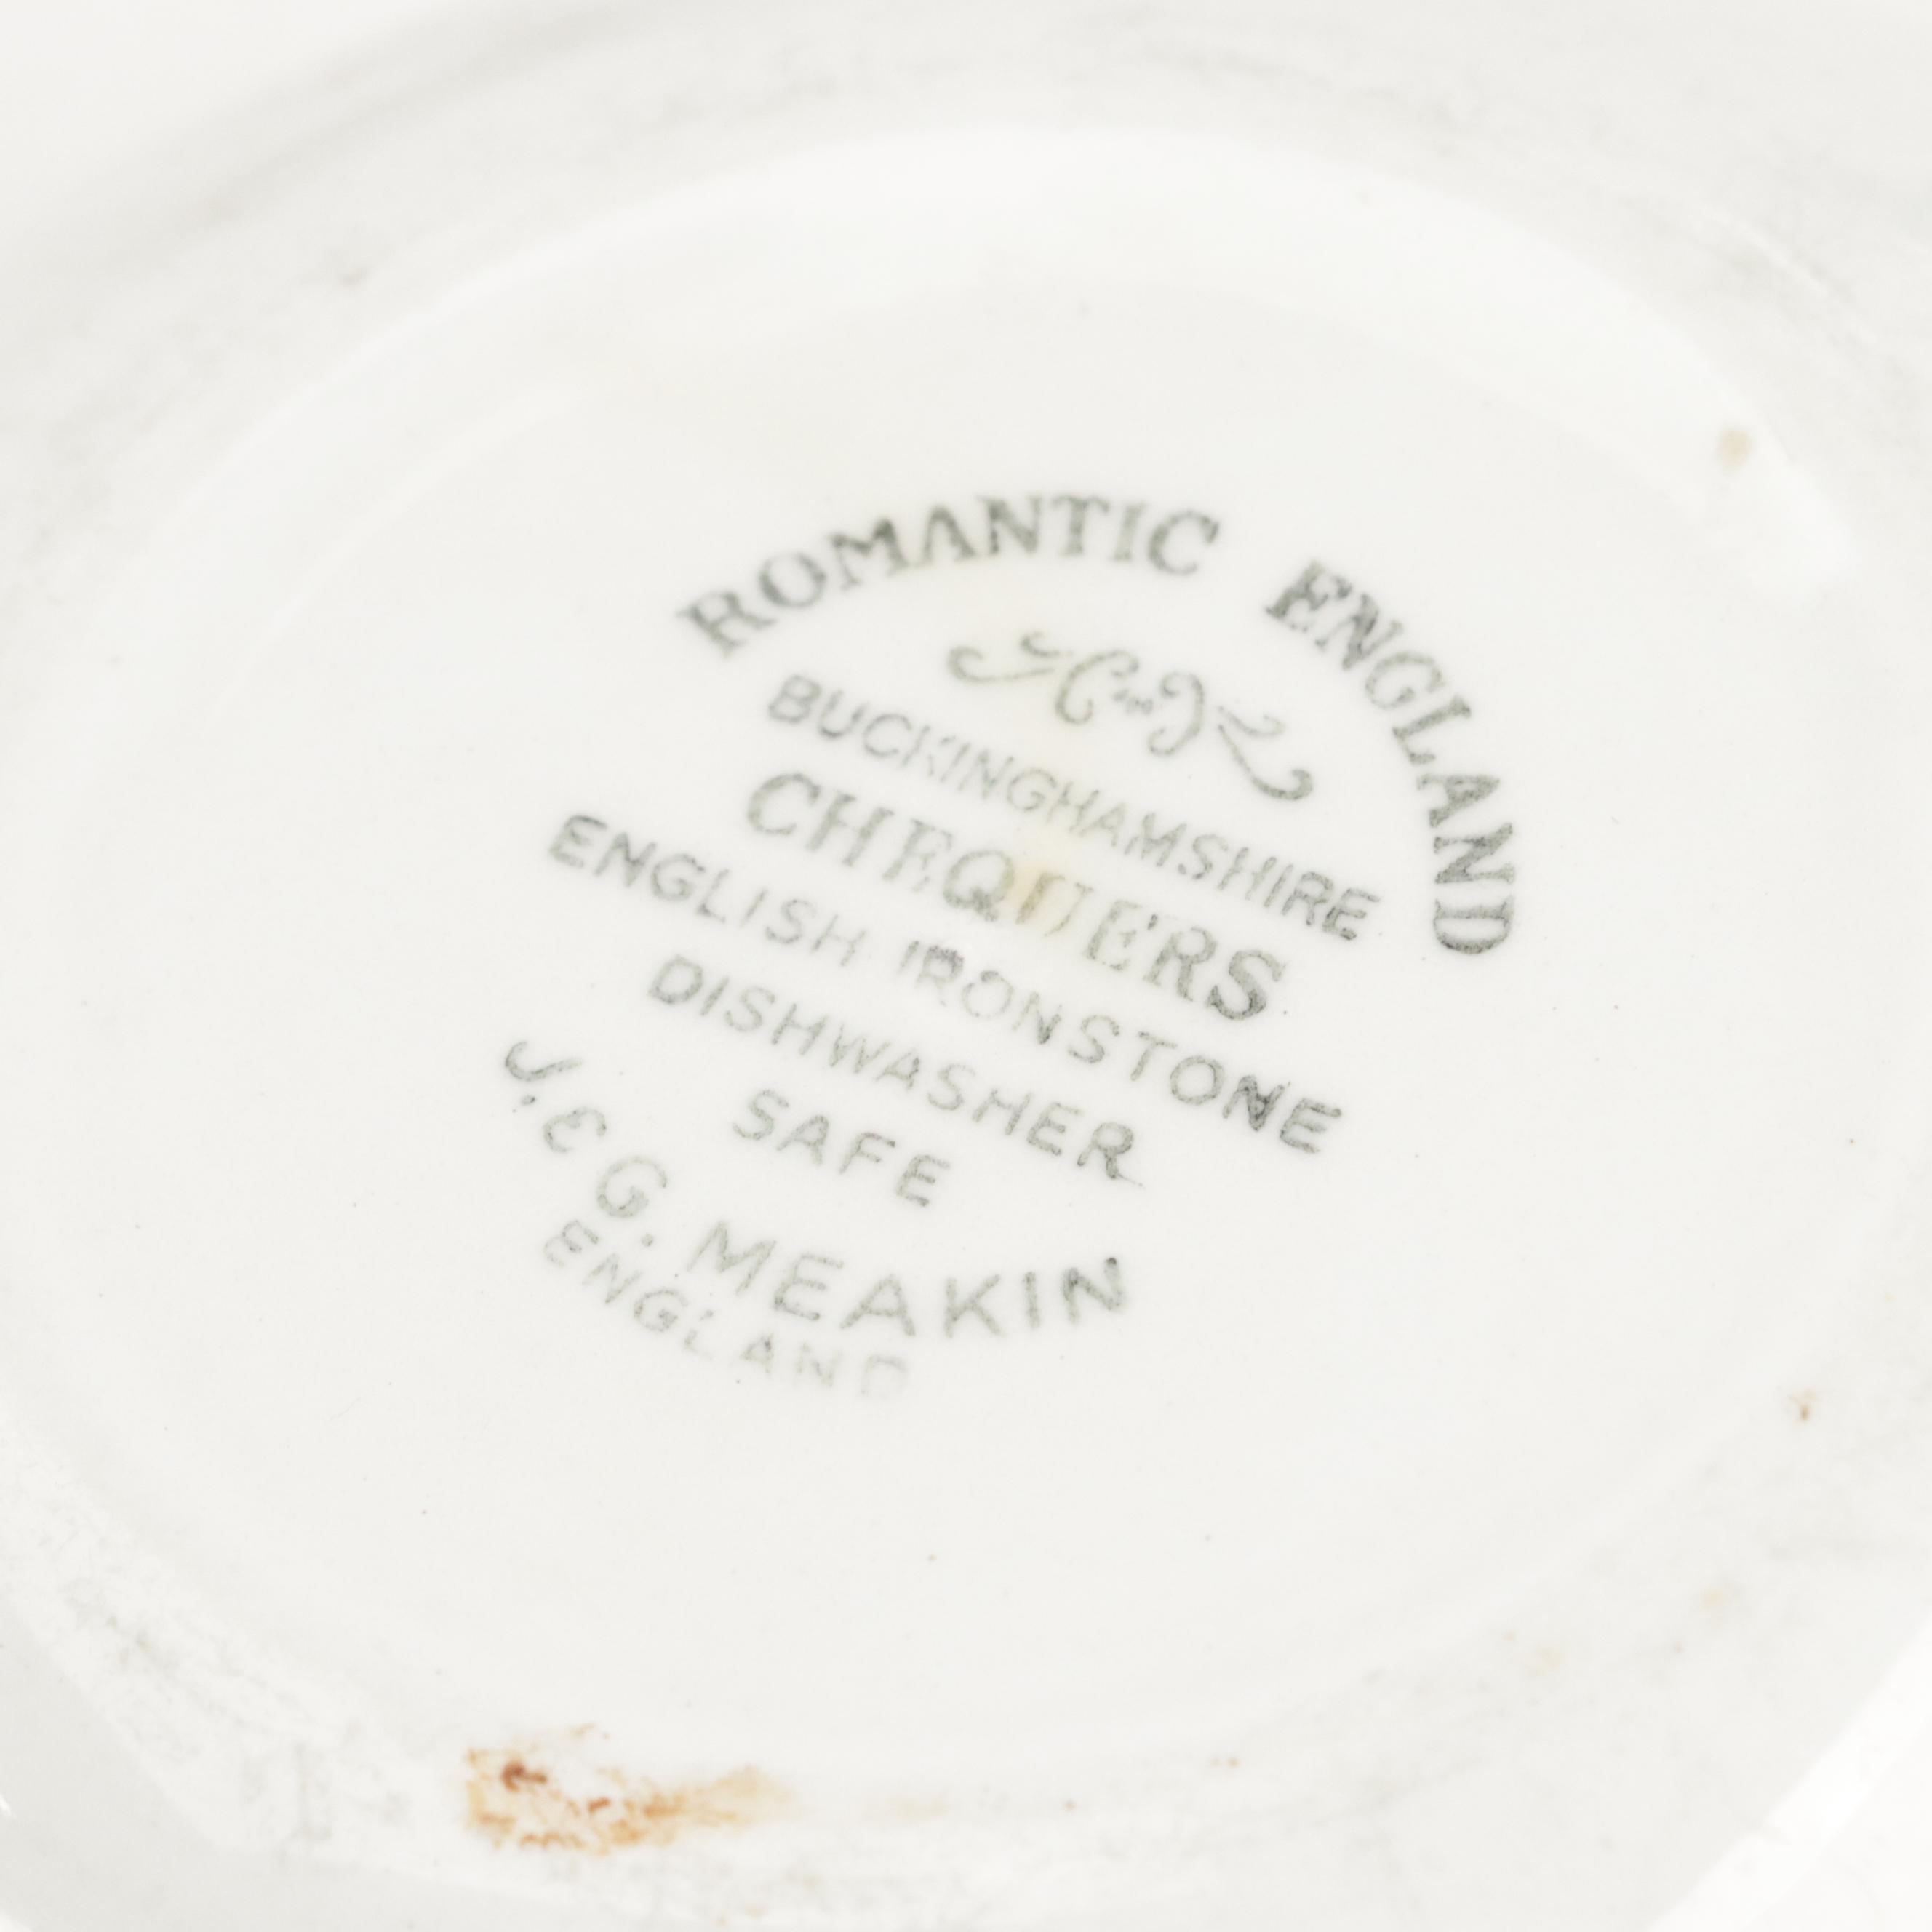 ROMANTIC ENGLAND
BUCKINGHAMSHIRE
CHEQUERS
ENGLISH IRONSTONE
DISHWASHER
SAFE
J. & G. MEAKIN
ENGLAND